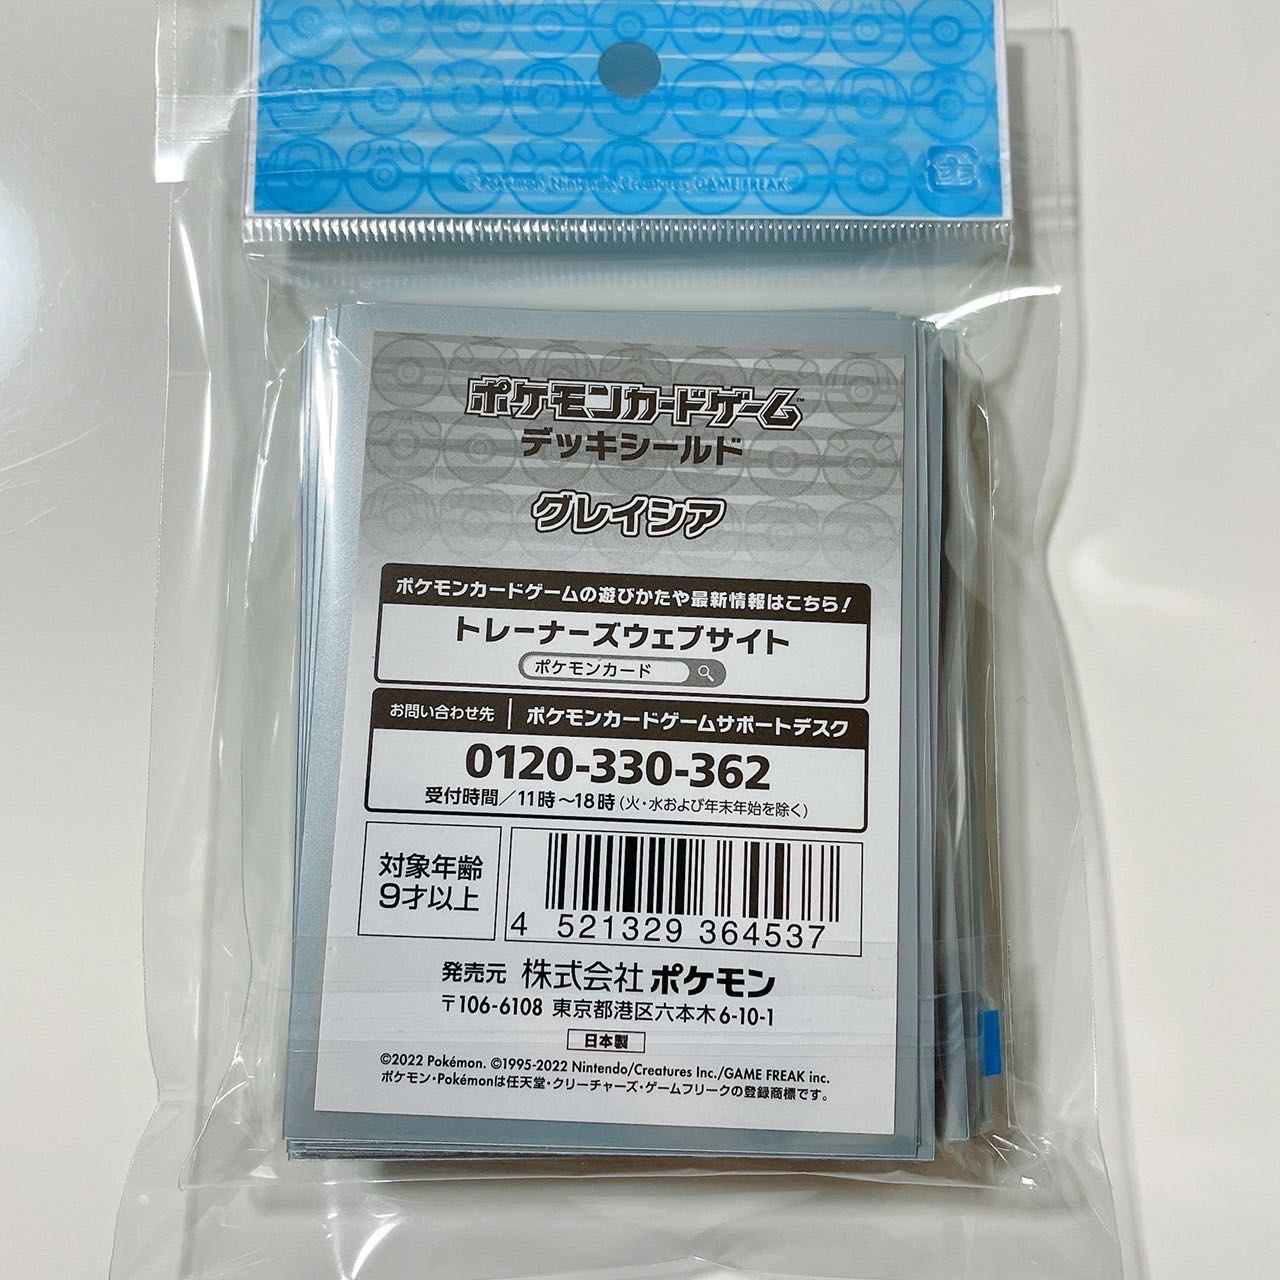 ©Pokémon/Nintendo/Creatures/GAME FREAK.
ポケモンカードゲーム™
デッキシールド
グレイシア
ポケモンカードゲームの遊びかたや最新情報はこちら!
トレーナーズウェブサイト
ポケモンカード
お問い合わせ先 | ポケモンカードゲームサポートデスク
0120-330-362
受付時間/11時~18時(火・水および年末年始を除く)
対象年齢
9才以上
4 521329 364537
発売元 株式会社 ポケモン
〒106-6108 東京都港区六本木6-10-1
日本製
©2022 Pokémon. ©1995-2022 Nintendo/Creatures Inc./GAME FREAK inc.
ポケモン・Pokémonは任天堂・クリーチャーズ・ゲームフリークの登録商標です。